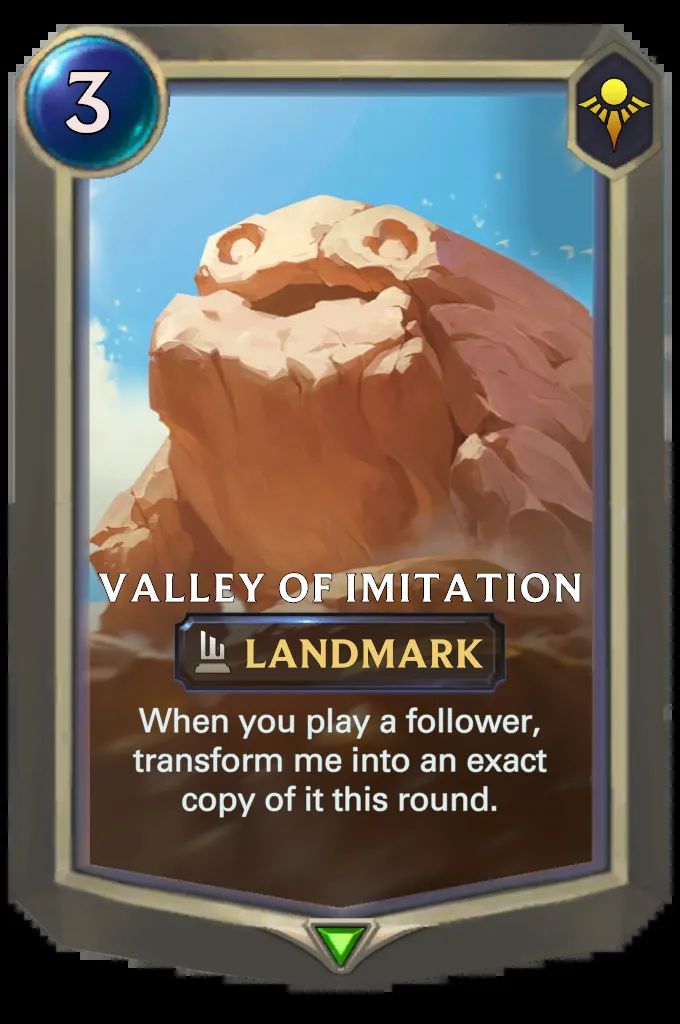 3
VALLEY OF IMITATION
LANDMARK
When you play a follower,
transform me into an exact
copy of it this round.